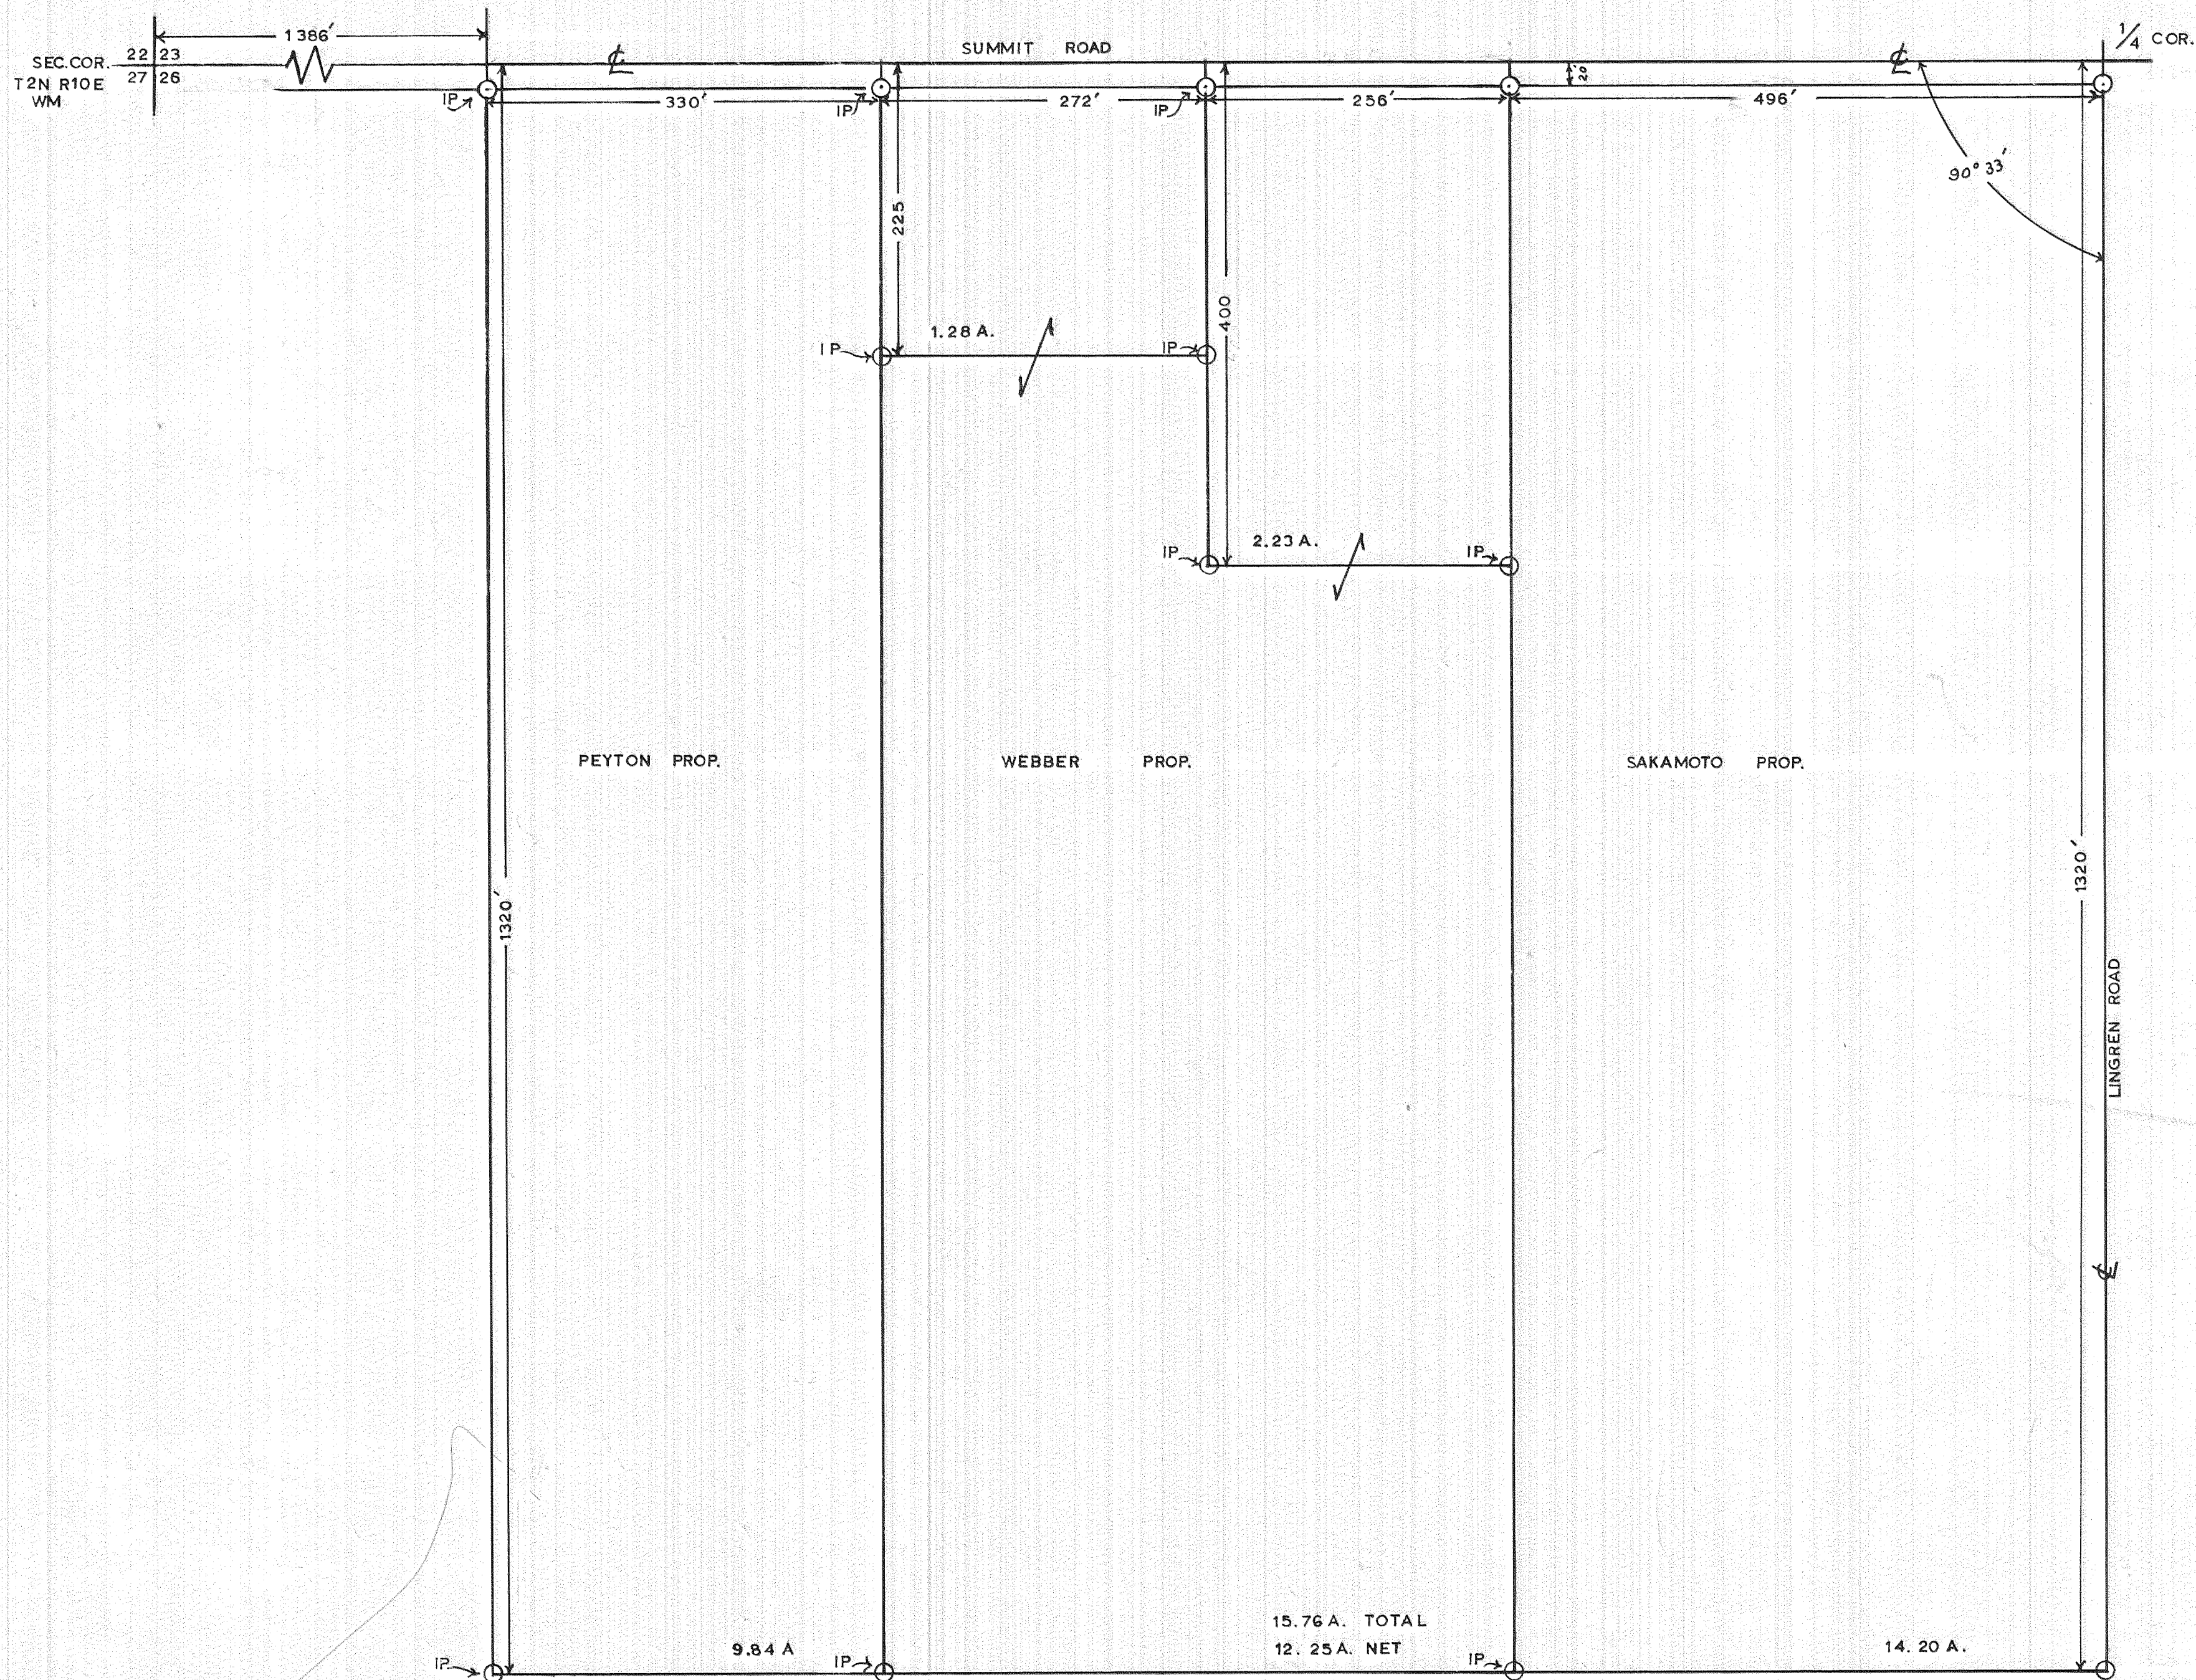 1386´
SUMMIT ROAD
1/4 COR.
SEC.COR.
22 23
27 26
T2N R10E
WM
℄
℄
20'
IP
330´
IP
272´
IP
256´
496´
90° 33´
225
400
1.28 A.
IP
IP
2.23 A.
IP
IP
PEYTON PROP.
WEBBER PROP.
SAKAMOTO PROP.
1320´
1320´
LINGREN ROAD
℄
15.76 A. TOTAL
9.84 A
12.25 A. NET
14.20 A.
IP
IP
IP